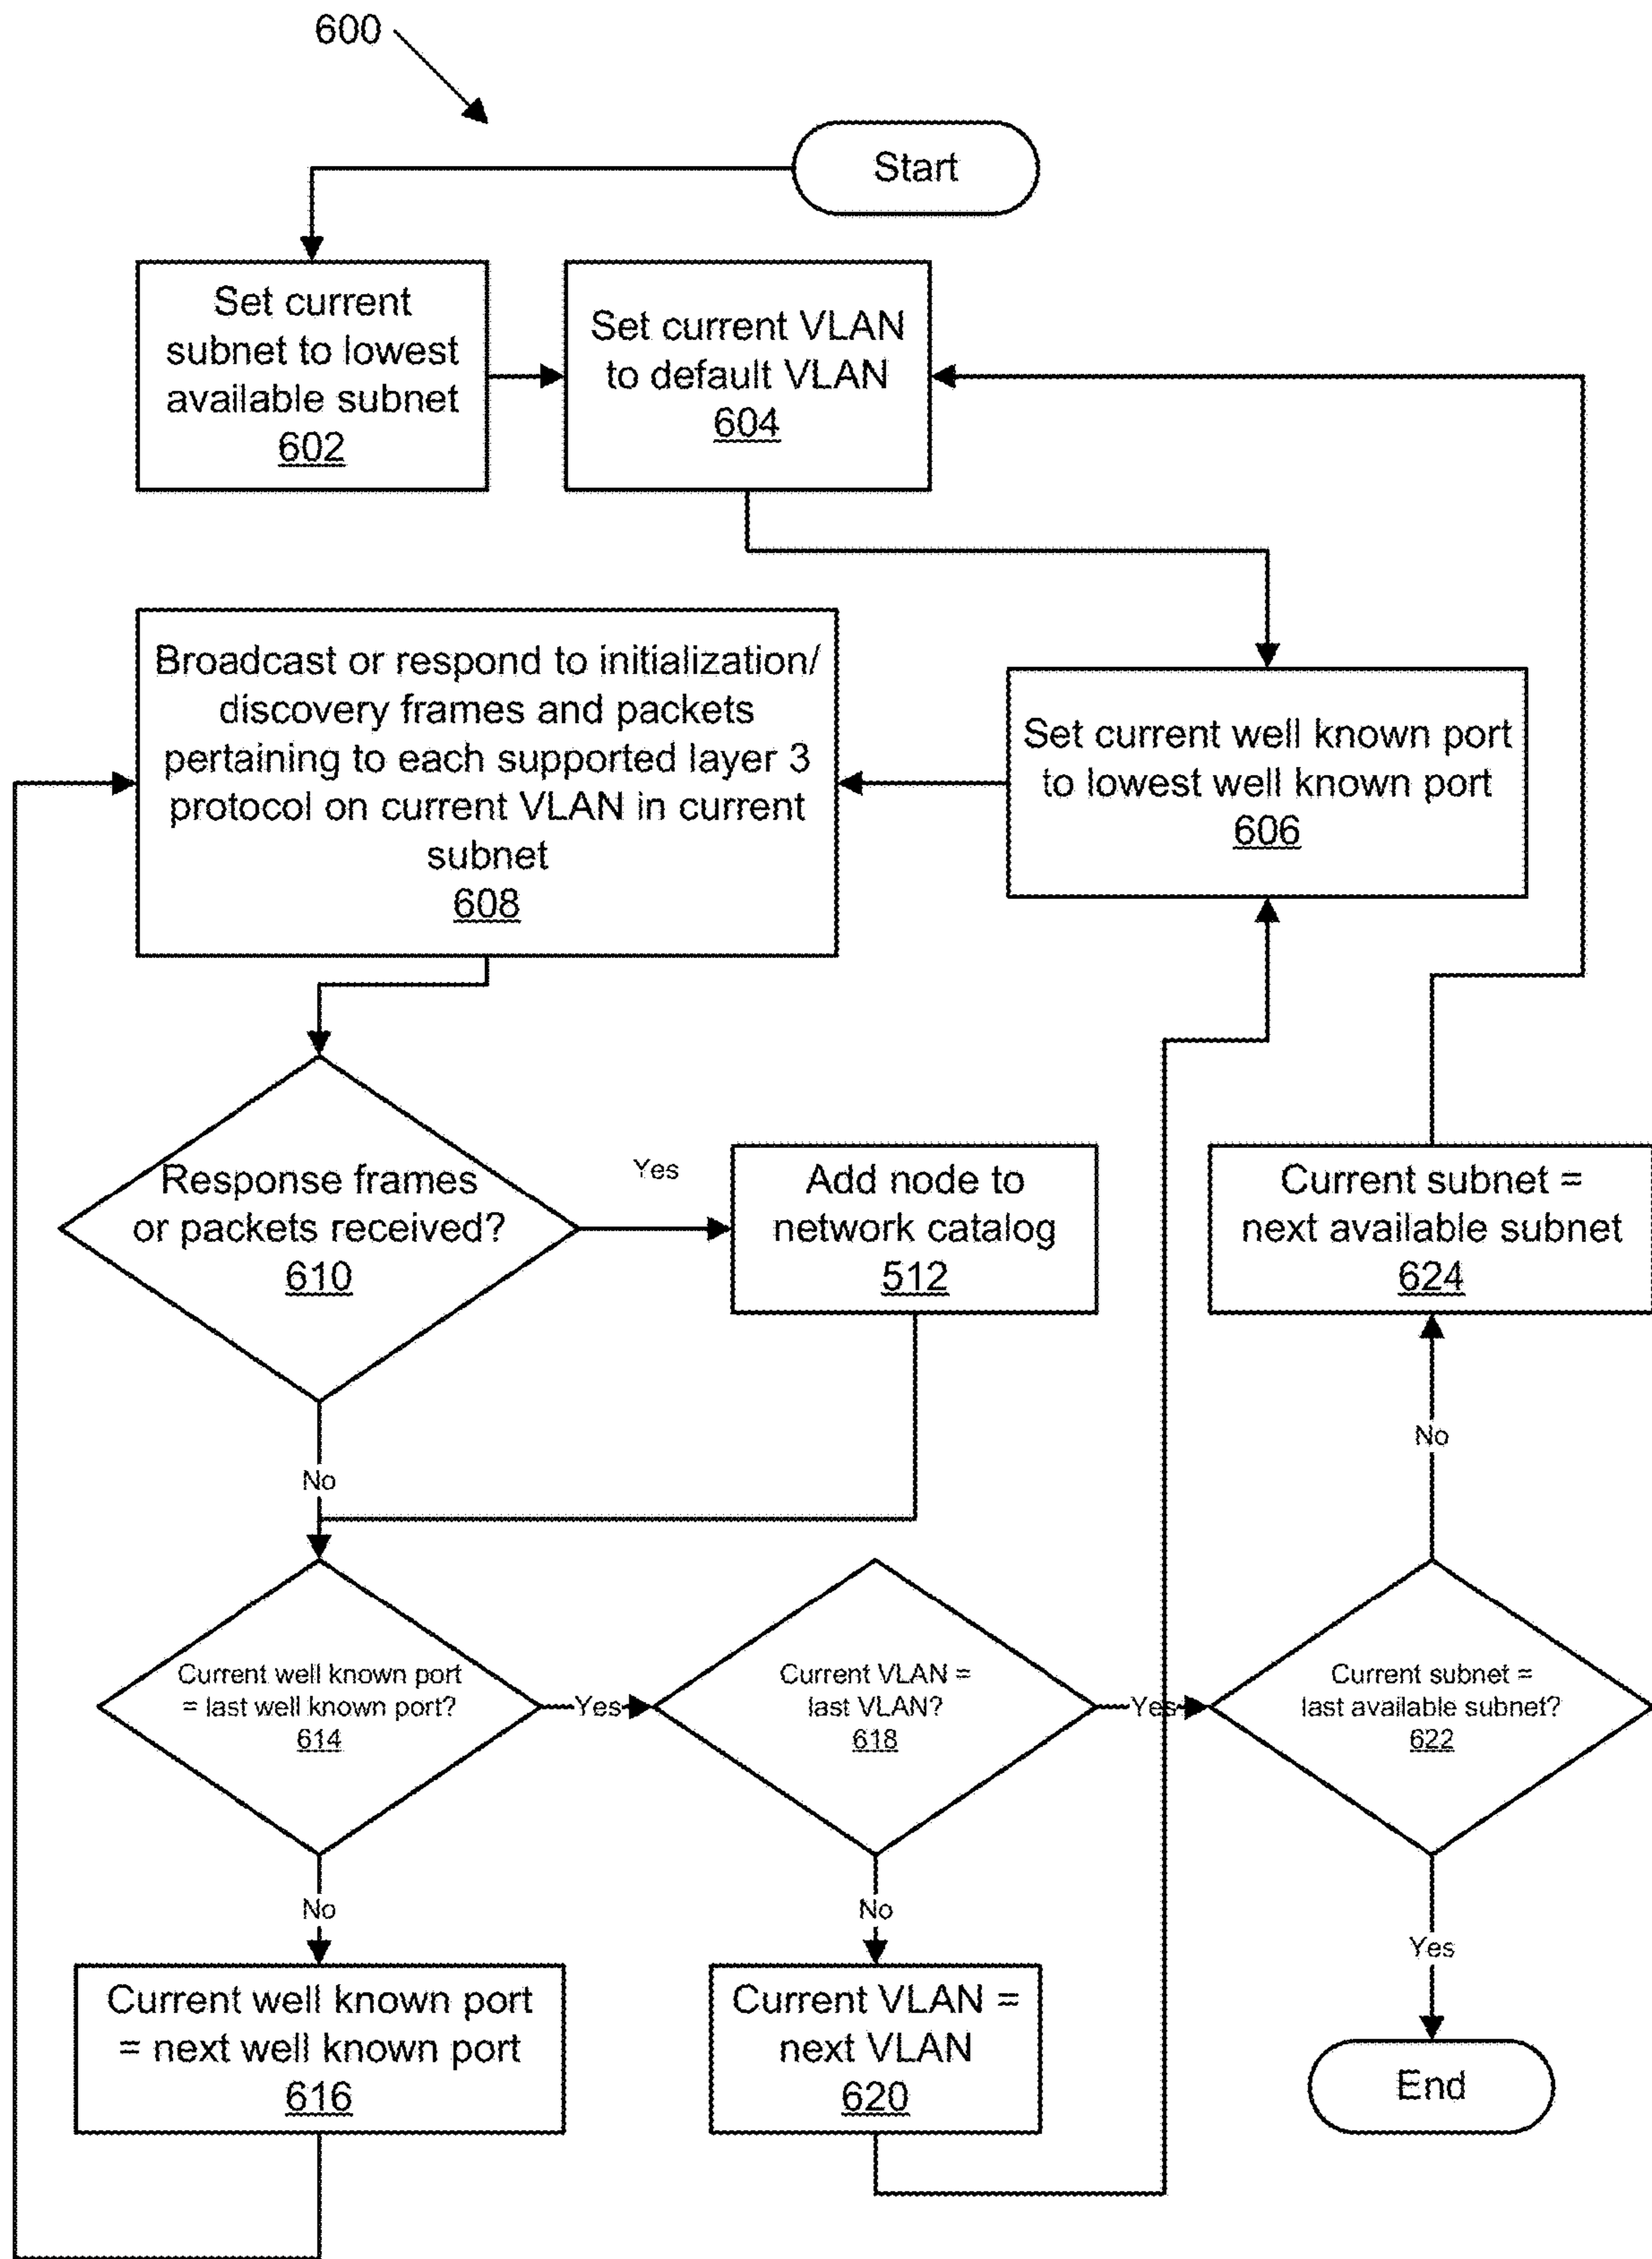 600
Start
Set current
subnet to lowest
available subnet
602
Set current VLAN
to default VLAN
604
Broadcast or respond to initialization/
discovery frames and packets
pertaining to each supported layer 3
protocol on current VLAN in current
subnet
608
Set current well known port
to lowest well known port
606
Response frames
or packets received?
610
Yes
Add node to
network catalog
512
Current subnet =
next available subnet
624
No
No
Current well known port
= last well known port?
614
Yes
Current VLAN =
last VLAN?
618
Yes
Current subnet =
last available subnet?
622
No
No
Yes
Current well known port
= next well known port
616
Current VLAN =
next VLAN
620
End